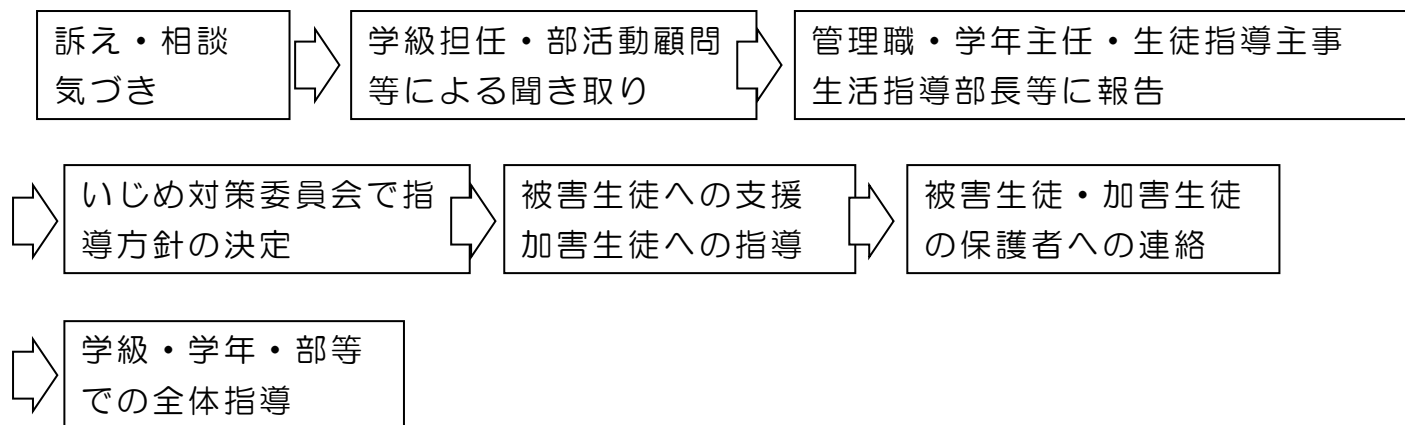 訴え・相談
気づき
学級担任・部活動顧問
等による聞き取り
管理職・学年主任・生徒指導主事
生活指導部長等に報告
いじめ対策委員会で指
導方針の決定
被害生徒への支援
加害生徒への指導
被害生徒・加害生徒
の保護者への連絡
学級・学年・部等
での全体指導